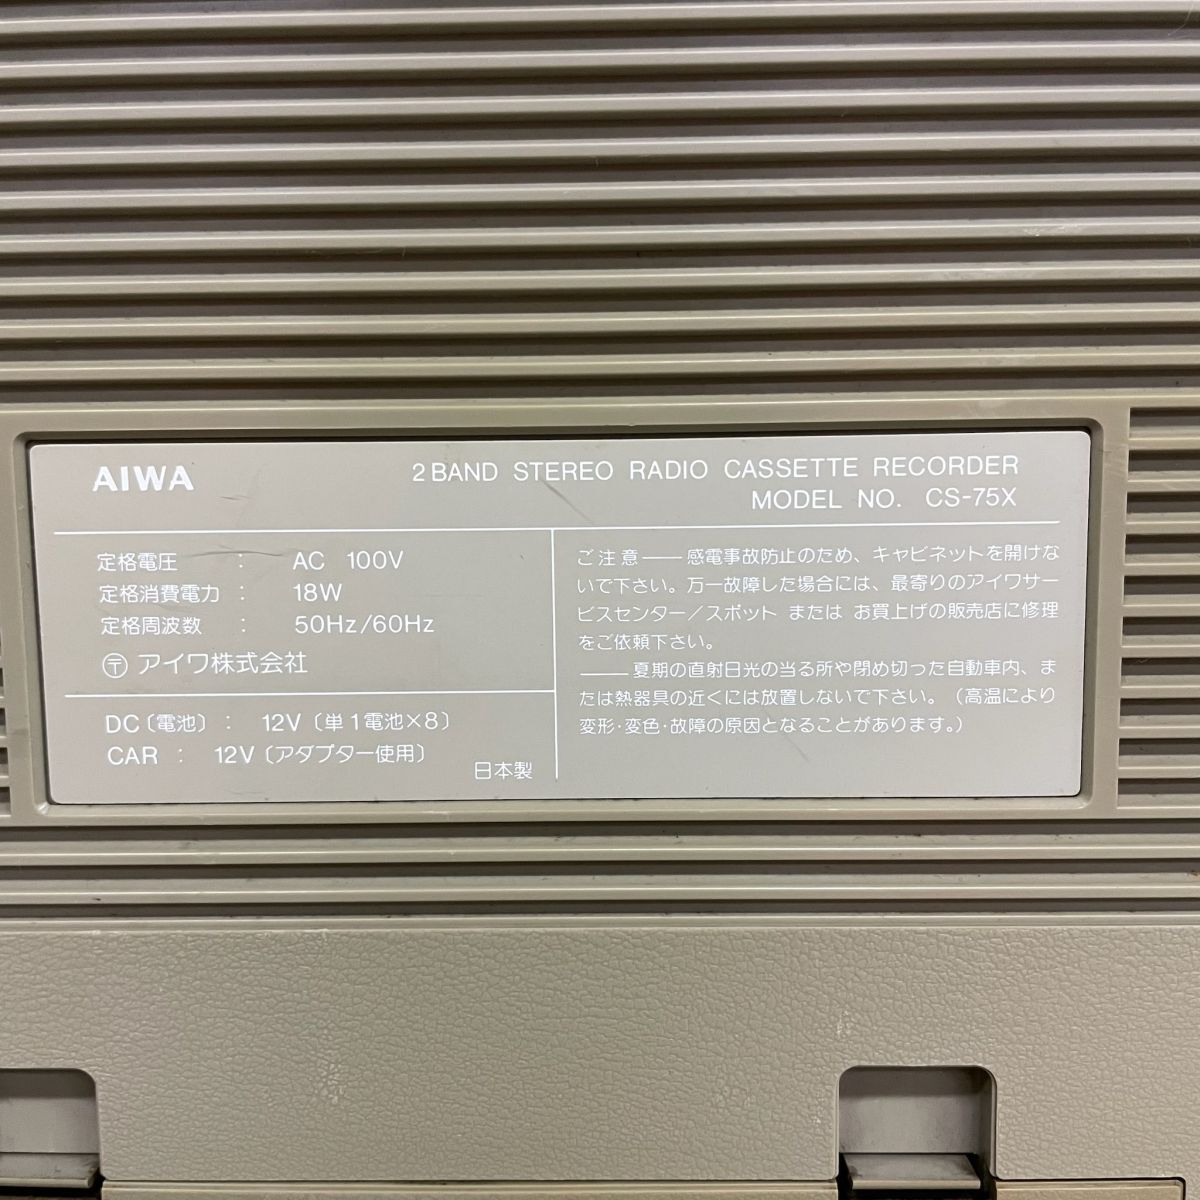 AIWA
2 BAND STEREO RADIO CASSETTE RECORDER
MODEL NO. CS-75X
定格電圧 : AC 100V
定格消費電力 : 18W
定格周波数 : 50Hz/60Hz
〶 アイワ株式会社
DC〔電池〕: 12V〔単1電池×8〕
CAR : 12V〔アダプター使用〕
日本製
ご注意――感電事故防止のため、キャビネットを開けな
いで下さい。万一故障した場合には、最寄りのアイワサー
ビスセンター/スポット または お買上げの販売店に修理
をご依頼下さい。
――夏期の直射日光の当る所や閉め切った自動車内、ま
たは熱器具の近くには放置しないで下さい。(高温により
変形・変色・故障の原因となることがあります。)